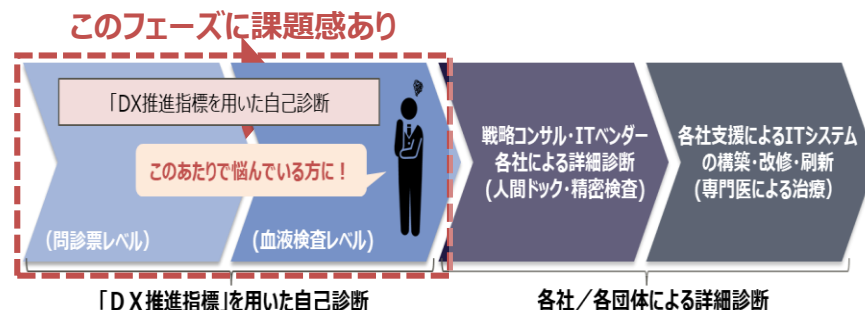 このフェーズに課題感あり
「DX推進指標を用いた自己診断
このあたりで悩んでいる方に！
(問診票レベル)
(血液検査レベル)
戦略コンサル・ITベンダー
各社による詳細診断
(人間ドック・精密検査)
各社支援によるITシステム
の構築・改修・刷新
(専門医による治療)
「ＤＸ推進指標」を用いた自己診断
各社／各団体による詳細診断